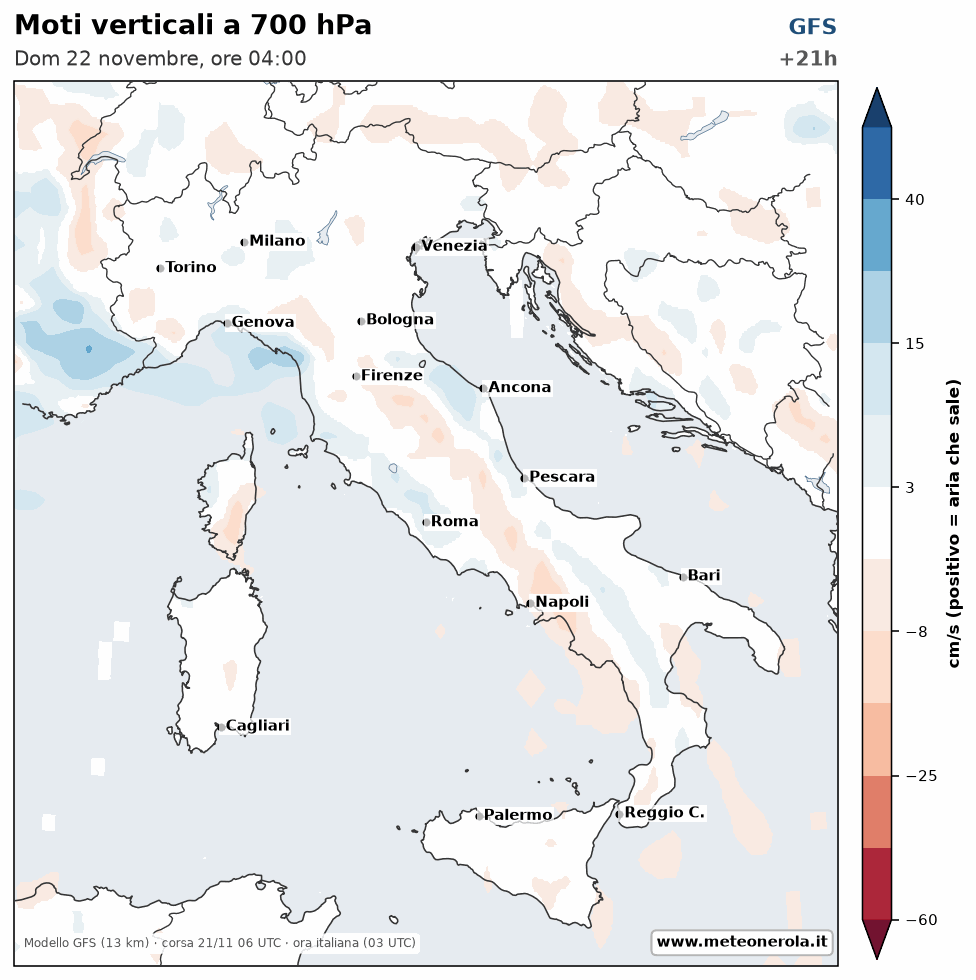 Moti verticali a 700 hPa
GFS
Dom 22 novembre, ore 04:00
+21h
Milano
Venezia
Torino
Genova
Bologna
Firenze
Ancona
Pescara
Roma
Bari
Napoli
Cagliari
Palermo
Reggio C.
40
15
3
−8
−25
−60
cm/s (positivo = aria che sale)
Modello GFS (13 km) · corsa 21/11 06 UTC · ora italiana (03 UTC)
www.meteonerola.it